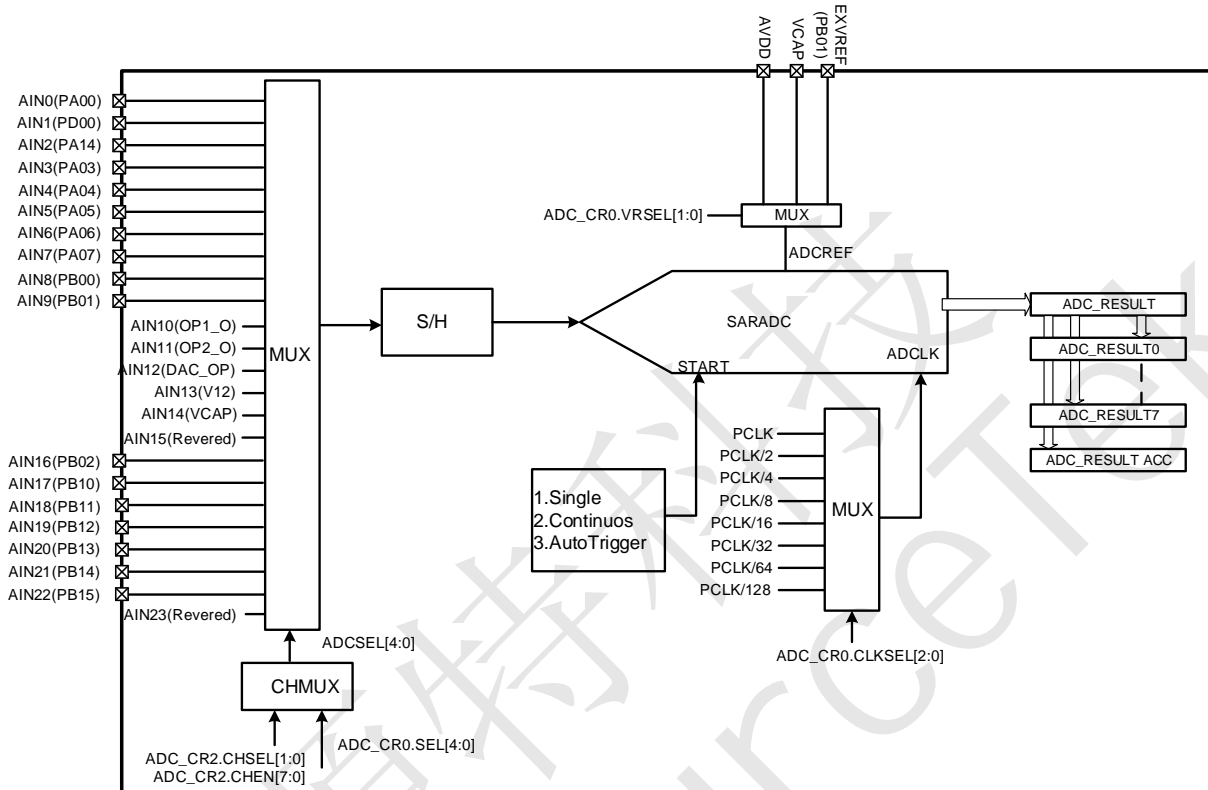 AVDD
VCAP
EXVREF
(PB01)
AIN0(PA00)
AIN1(PD00)
AIN2(PA14)
AIN3(PA03)
AIN4(PA04)
AIN5(PA05)
AIN6(PA06)
AIN7(PA07)
AIN8(PB00)
AIN9(PB01)
AIN10(OP1_O)
AIN11(OP2_O)
AIN12(DAC_OP)
AIN13(V12)
AIN14(VCAP)
AIN15(Revered)
AIN16(PB02)
AIN17(PB10)
AIN18(PB11)
AIN19(PB12)
AIN20(PB13)
AIN21(PB14)
AIN22(PB15)
AIN23(Revered)
MUX
ADCSEL[4:0]
CHMUX
ADC_CR2.CHSEL[1:0]
ADC_CR2.CHEN[7:0]
ADC_CR0.SEL[4:0]
S/H
ADC_CR0.VRSEL[1:0]
MUX
ADCREF
SARADC
START
ADCLK
1.Single
2.Continuos
3.AutoTrigger
PCLK
PCLK/2
PCLK/4
PCLK/8
PCLK/16
PCLK/32
PCLK/64
PCLK/128
MUX
ADC_CR0.CLKSEL[2:0]
ADC_RESULT
ADC_RESULT0
ADC_RESULT7
ADC_RESULT ACC